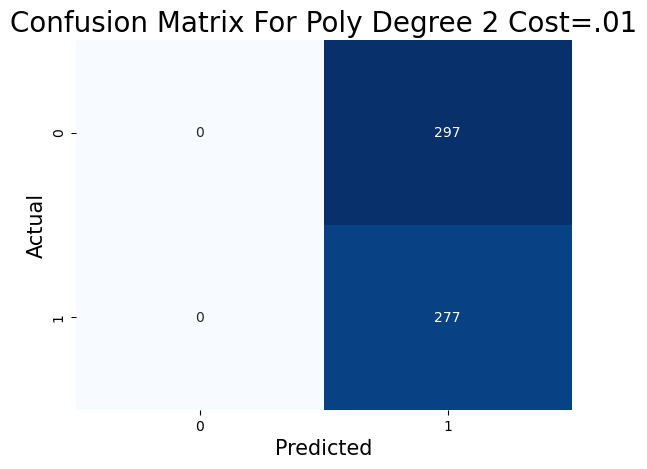 Confusion Matrix For Poly Degree 2 Cost=.01
0
0
297
Actual
1
0
277
0
1
Predicted